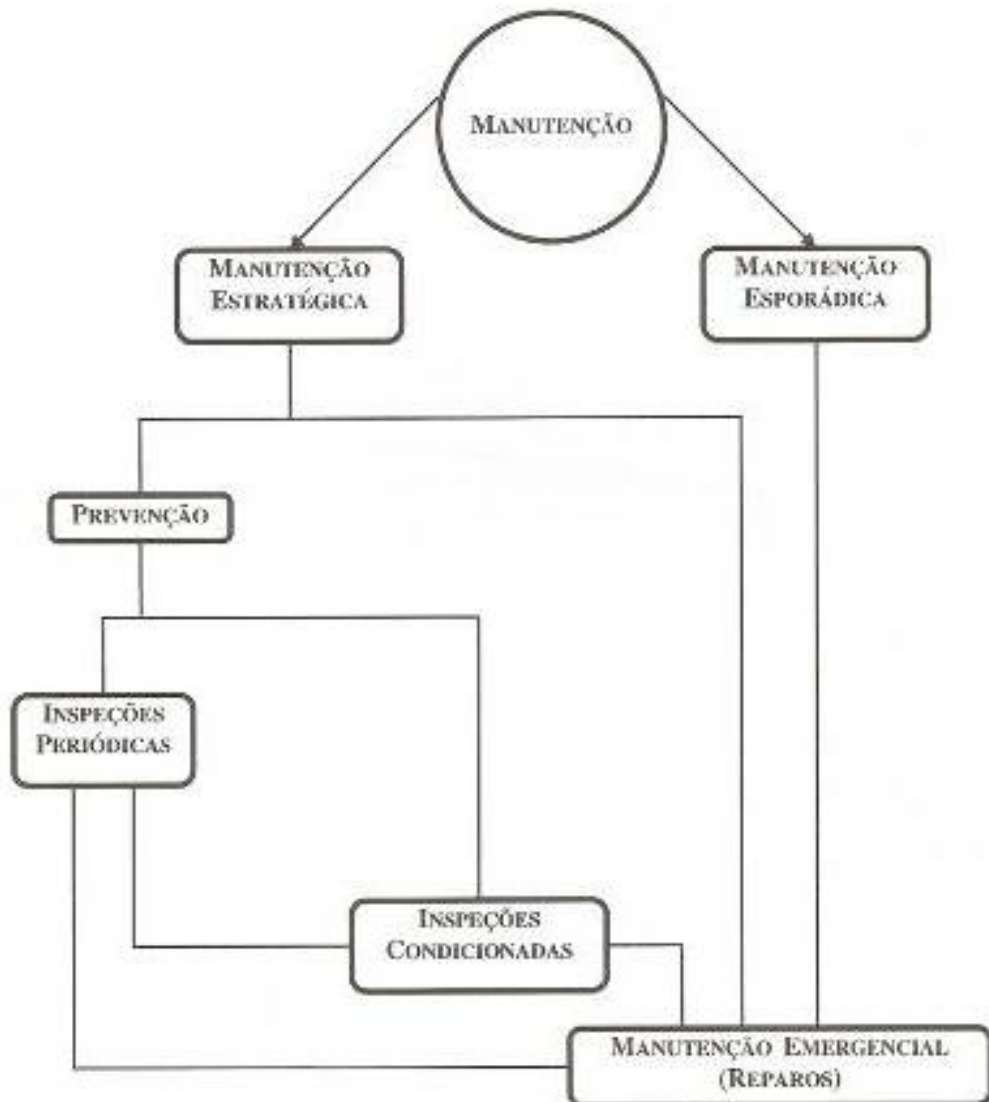 MANUTENÇÃO
MANUTENÇÃO
ESTRATÉGICA
MANUTENÇÃO
ESPORÁDICA
PREVENÇÃO
INSPEÇÕES
PERIÓDICAS
INSPEÇÕES
CONDICIONADAS
MANUTENÇÃO EMERGENCIAL
(REPAROS)